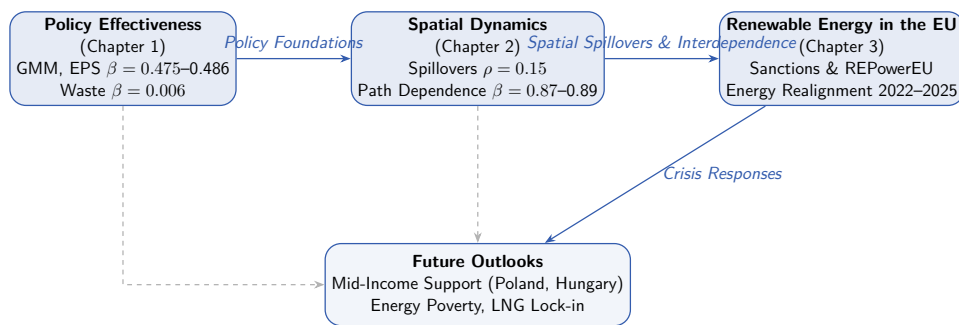 Policy Effectiveness
(Chapter 1)
GMM, EPS β = 0.475–0.486
Waste β = 0.006
Policy Foundations
Spatial Dynamics
(Chapter 2)
Spillovers ρ = 0.15
Path Dependence β = 0.87–0.89
Spatial Spillovers & Interdependence
Renewable Energy in the EU
(Chapter 3)
Sanctions & REPowerEU
Energy Realignment 2022–2025
Crisis Responses
Future Outlooks
Mid-Income Support (Poland, Hungary)
Energy Poverty, LNG Lock-in